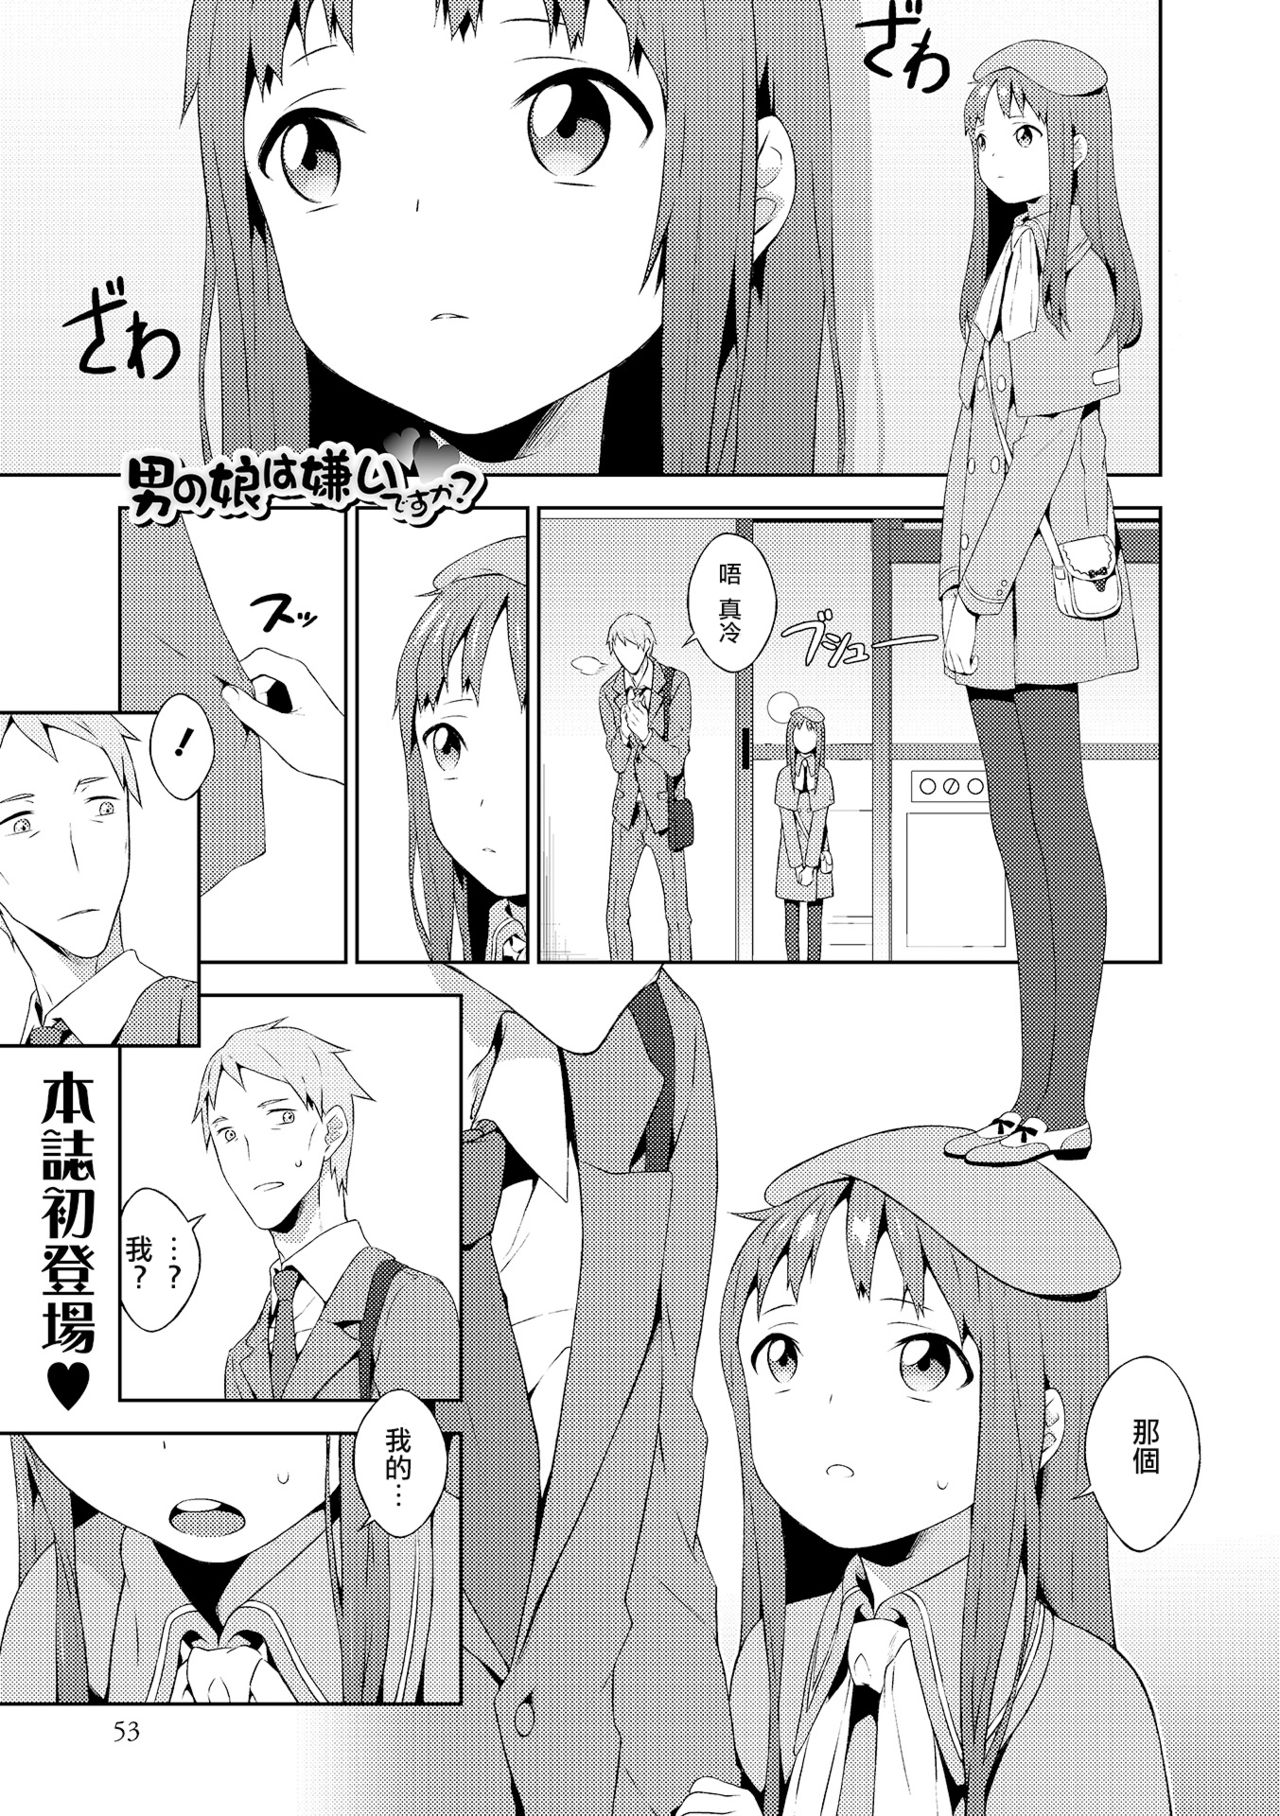 ざわ
ざわ
男の娘は嫌い
ですか?
唔 真冷
ブシュー
スッ
!
本誌初登場♥
…?
我?
那個
我的…
53